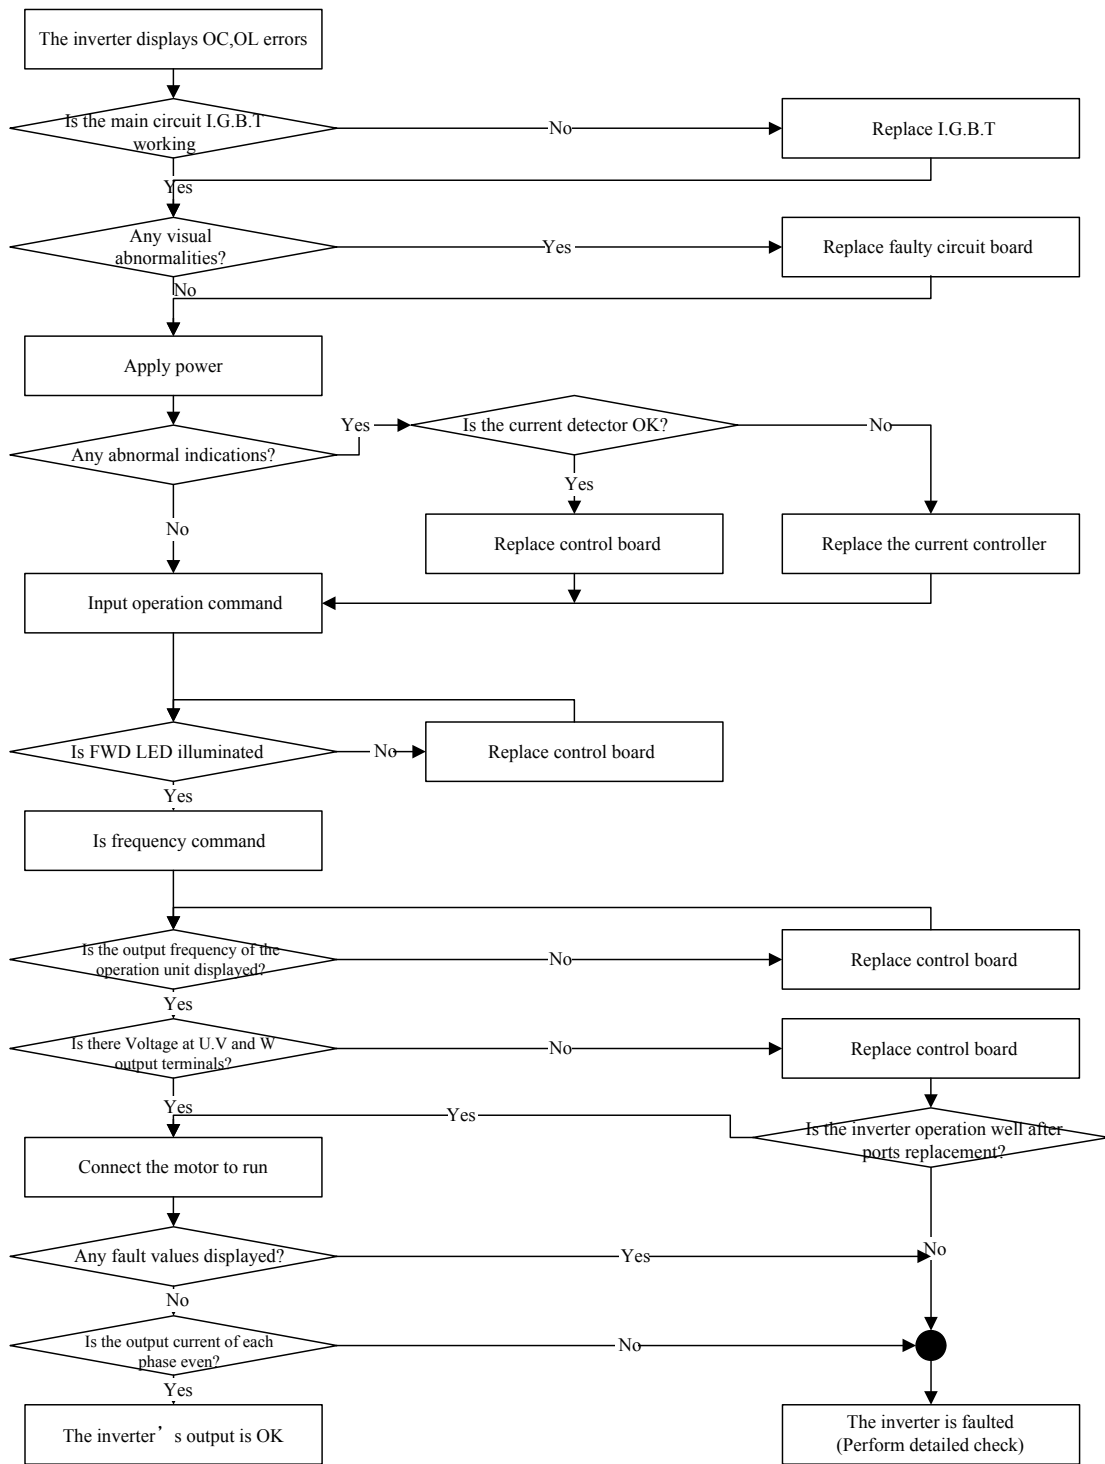 The inverter displays OC,OL errors
Is the main circuit I.G.B.T
working
No
Replace I.G.B.T
Yes
Any visual
abnormalities?
Yes
Replace faulty circuit board
No
Apply power
Any abnormal indications?
Yes
Is the current detector OK?
No
Yes
No
Replace control board
Replace the current controller
Input operation command
Is FWD LED illuminated
No
Replace control board
Yes
Is frequency command
Is the output frequency of the
operation unit displayed?
No
Replace control board
Yes
Is there Voltage at U.V and W
output terminals?
No
Replace control board
Yes
Yes
Is the inverter operation well after
ports replacement?
Connect the motor to run
No
Any fault values displayed?
Yes
No
Is the output current of each
phase even?
No
Yes
The inverter’s output is OK
The inverter is faulted
(Perform detailed check)